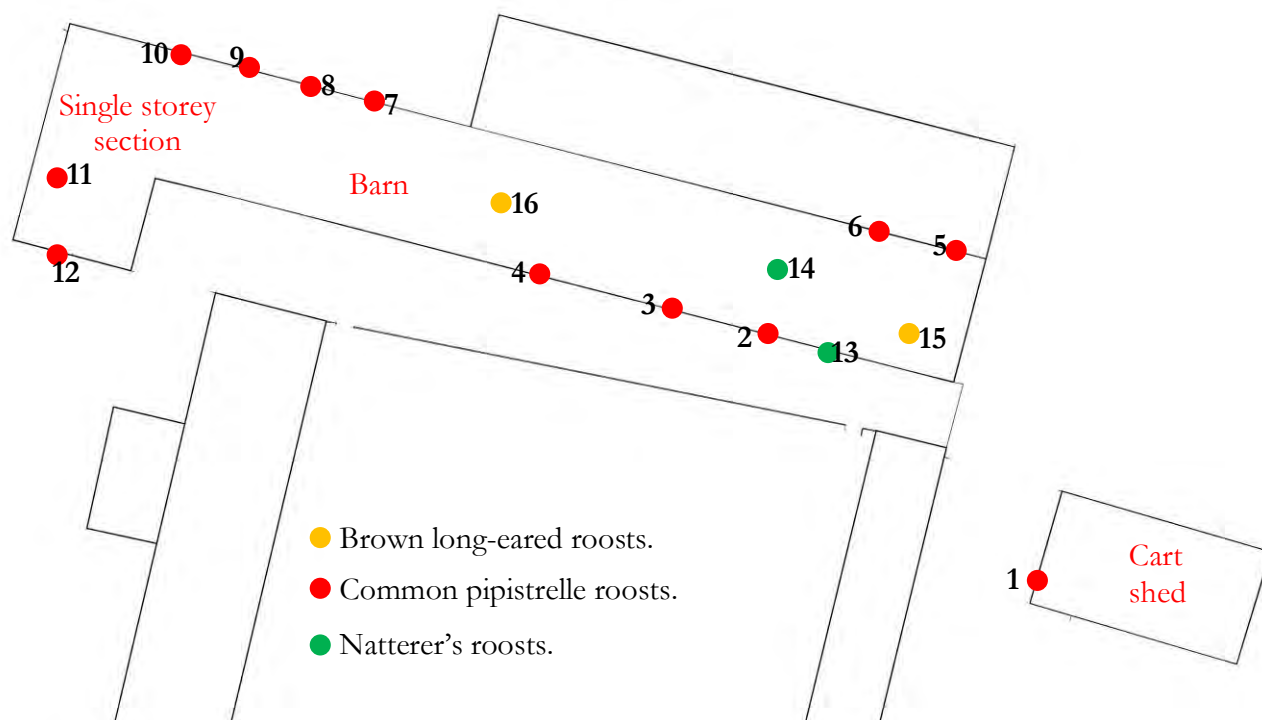 10
9
8
7
Single storey
section
11
Barn
16
12
6
5
4
14
3
2
13
15
Brown long-eared roosts.
Common pipistrelle roosts.
Natterer's roosts.
1
Cart
shed